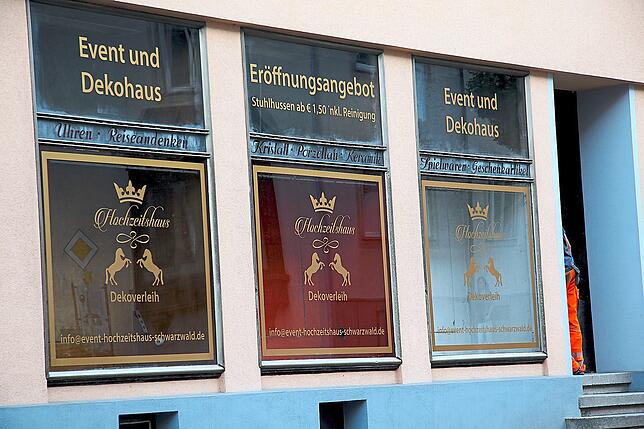 Event und
Dekohaus
Uhren · Reiseandenken
Hochzeitshaus
Dekoverleih
info@event-hochzeitshaus-schwarzwald.de
Eröffnungsangebot
Stuhlhussen ab € 1,50 inkl. Reinigung
Kristall · Porzellan · Keramik
Hochzeitshaus
Dekoverleih
info@event-hochzeitshaus-schwarzwald.de
Event und
Dekohaus
Spielwaren · Geschenkartikel
Hochzeitshaus
Dekoverleih
info@event-hochzeitshaus-schwarzwald.de